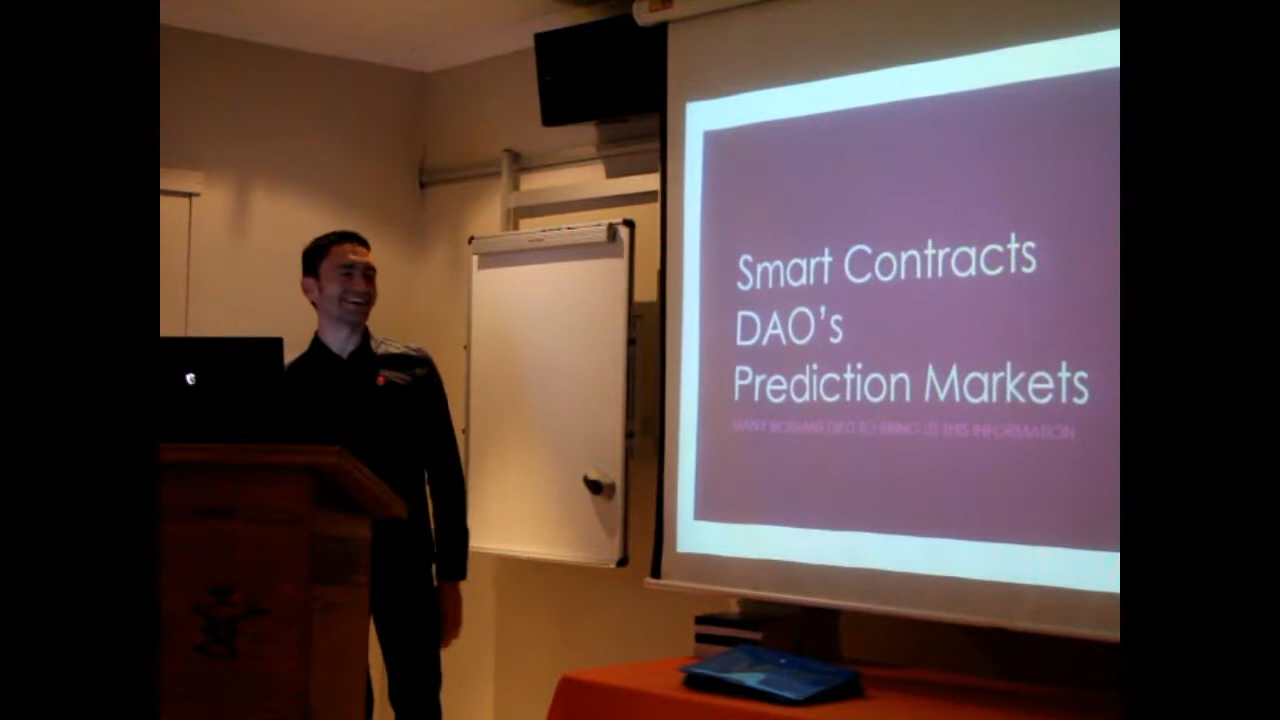 Smart Contracts
DAO's
Prediction Markets
MANY BOTHANS DIED TO BRING US THIS INFORMATION